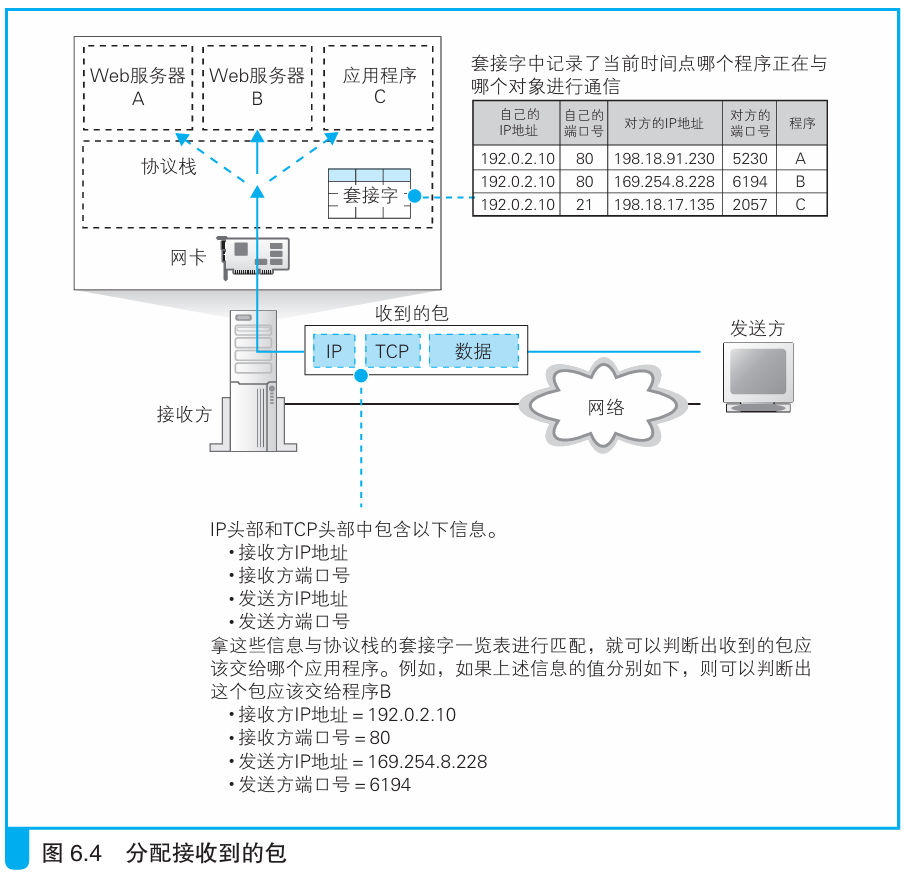 Web服务器
A
Web服务器
B
应用程序
C
协议栈
套接字
网卡
套接字中记录了当前时间点哪个程序正在与
哪个对象进行通信
自己的IP地址 自己的端口号 对方的IP地址 对方的端口号 程序
192.0.2.10 80 198.18.91.230 5230 A
192.0.2.10 80 169.254.8.228 6194 B
192.0.2.10 21 198.18.17.135 2057 C
收到的包
IP TCP 数据
发送方
接收方
网络
IP头部和TCP头部中包含以下信息。
•接收方IP地址
•接收方端口号
•发送方IP地址
•发送方端口号
拿这些信息与协议栈的套接字一览表进行匹配，就可以判断出收到的包应
该交给哪个应用程序。例如，如果上述信息的值分别如下，则可以判断出
这个包应该交给程序B
•接收方IP地址＝192.0.2.10
•接收方端口号＝80
•发送方IP地址＝169.254.8.228
•发送方端口号＝6194
图 6.4 分配接收到的包